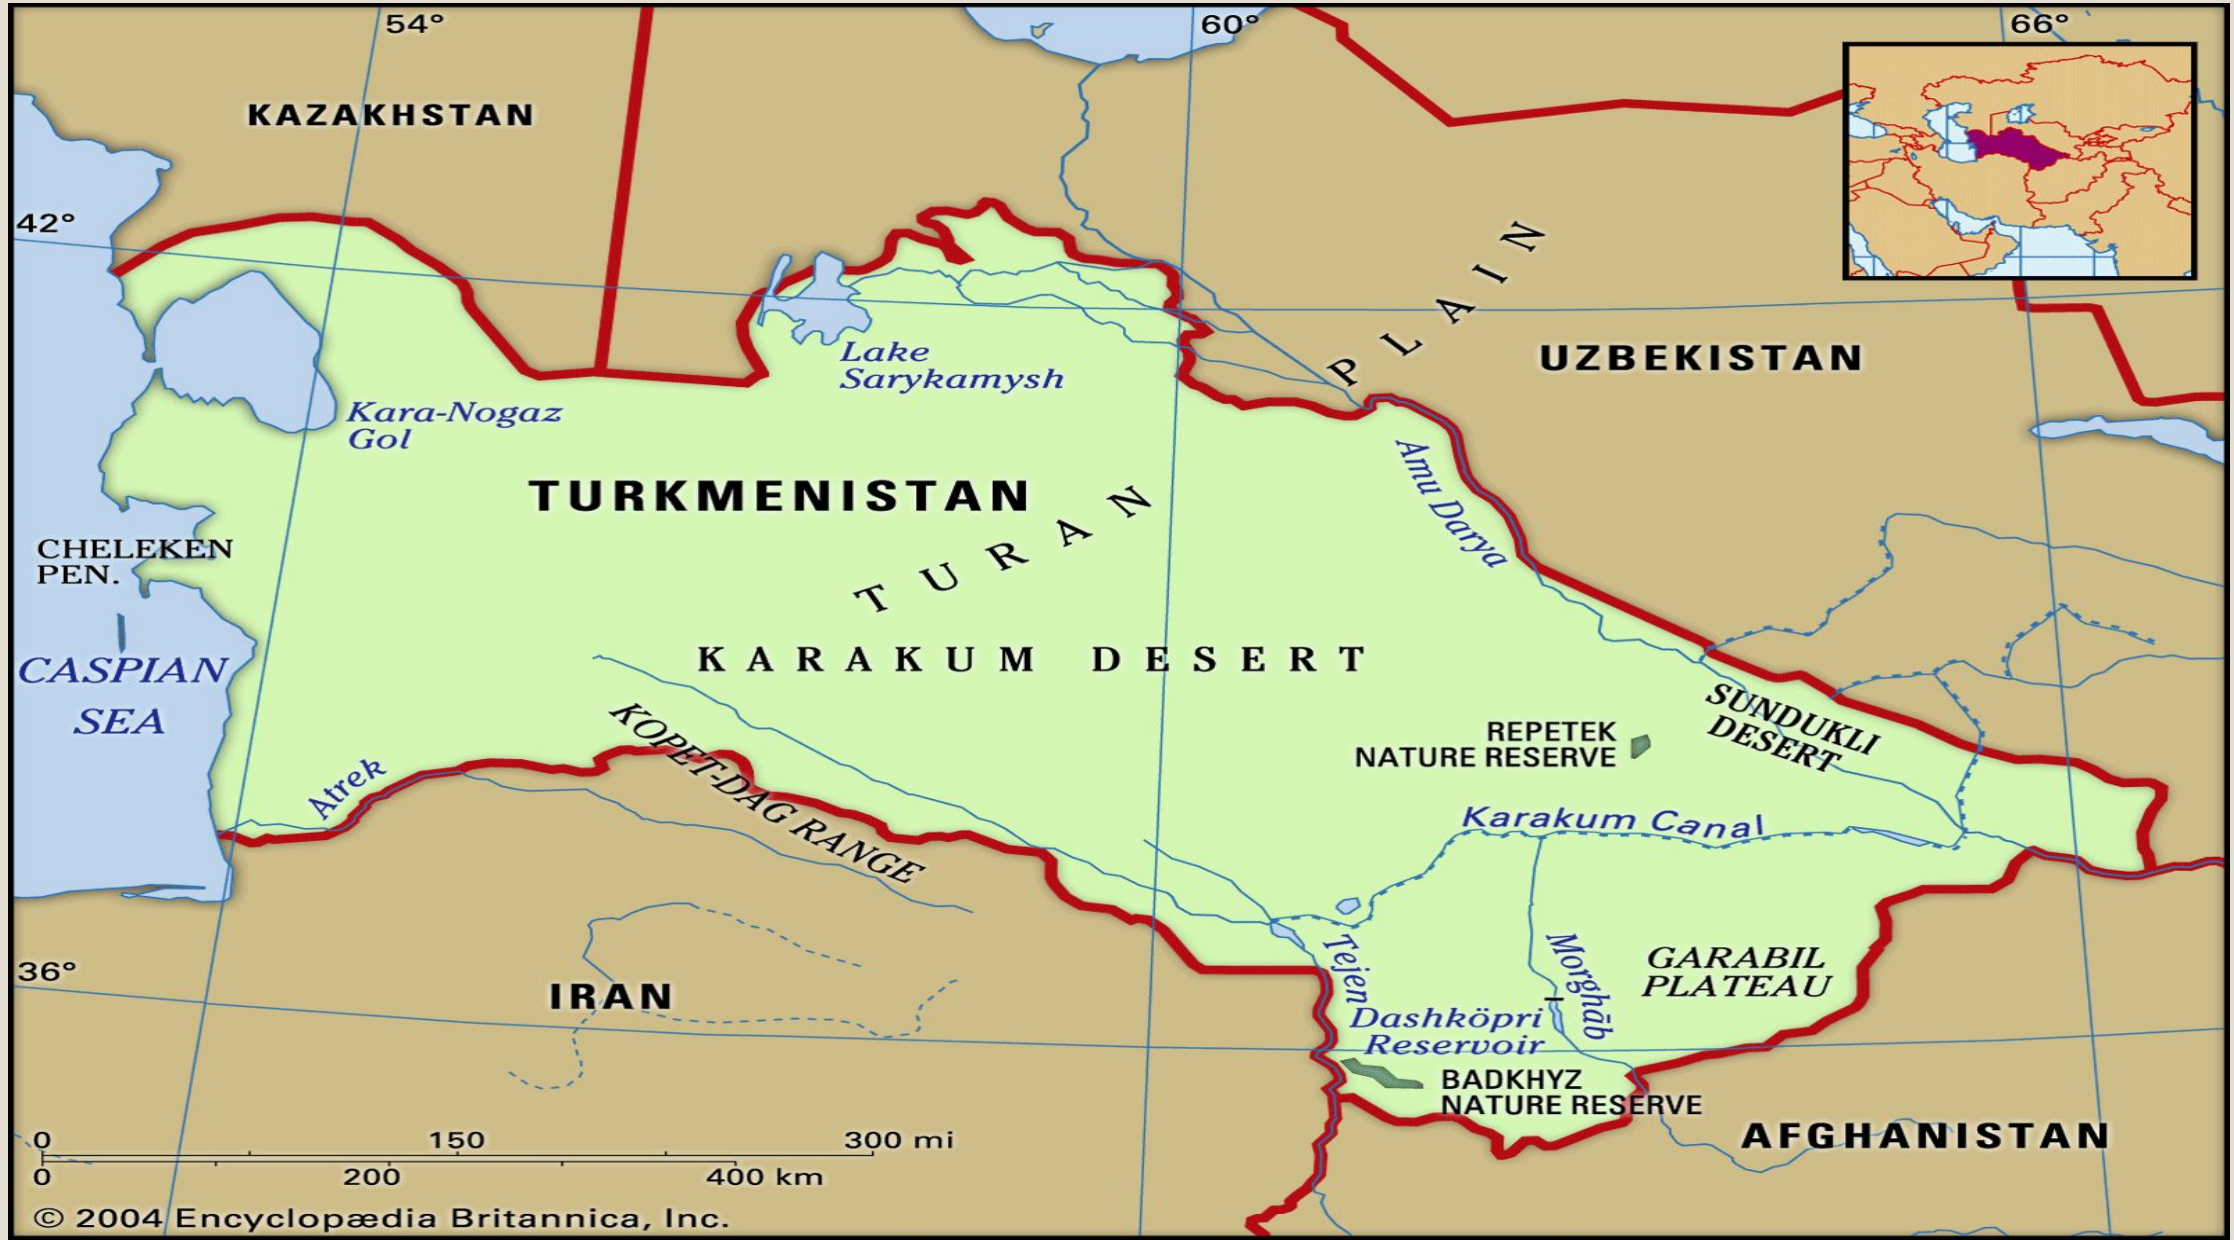 54°
60°
66°
KAZAKHSTAN
42°
PLAIN
Lake
Sarykamysh
UZBEKISTAN
Kara-Nogaz
Gol
TURKMENISTAN
Amu Darya
TURAN
CHELEKEN
PEN.
KARAKUM DESERT
CASPIAN
SEA
SUNDUKLI
DESERT
KOPET-DAG RANGE
REPETEK
NATURE RESERVE
Atrek
Karakum Canal
Tejen
Morghāb
GARABIL
PLATEAU
36°
IRAN
Dashköpri
Reservoir
BADKHYZ
NATURE RESERVE
AFGHANISTAN
0 150 300 mi
0 200 400 km
© 2004 Encyclopædia Britannica, Inc.